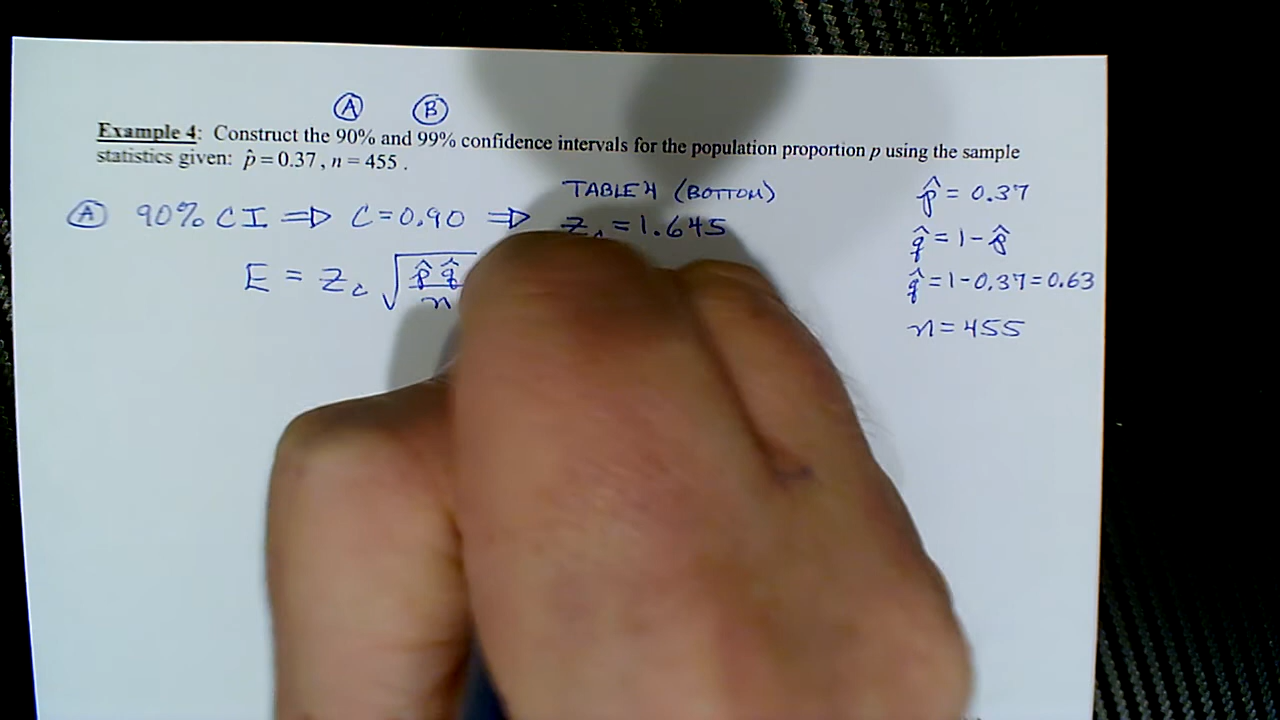 Ⓐ Ⓑ
Example 4: Construct the 90% and 99% confidence intervals for the population proportion p using the sample
statistics given: p̂ = 0.37, n = 455.
TABLE 4 (BOTTOM)
Ⓐ 90% CI ⇒ C = 0.90 ⇒ Zc = 1.645
E = Zc √(p̂ q̂ / n)
p̂ = 0.37
q̂ = 1 - p̂
q̂ = 1 - 0.37 = 0.63
n = 455